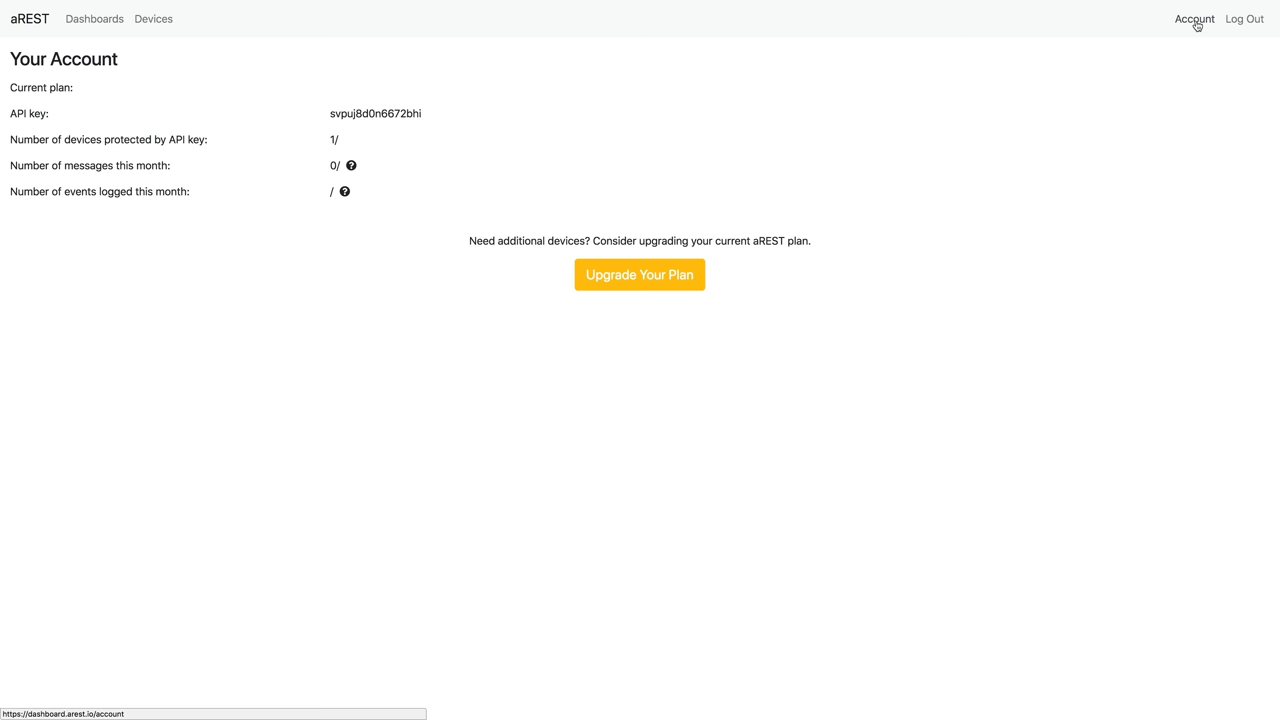 aREST Dashboards Devices Account Log Out
Your Account
Current plan:
API key: svpuj8d0n6672bhi
Number of devices protected by API key: 1/
Number of messages this month: 0/ ?
Number of events logged this month: / ?
Need additional devices? Consider upgrading your current aREST plan.
Upgrade Your Plan
https://dashboard.arest.io/account